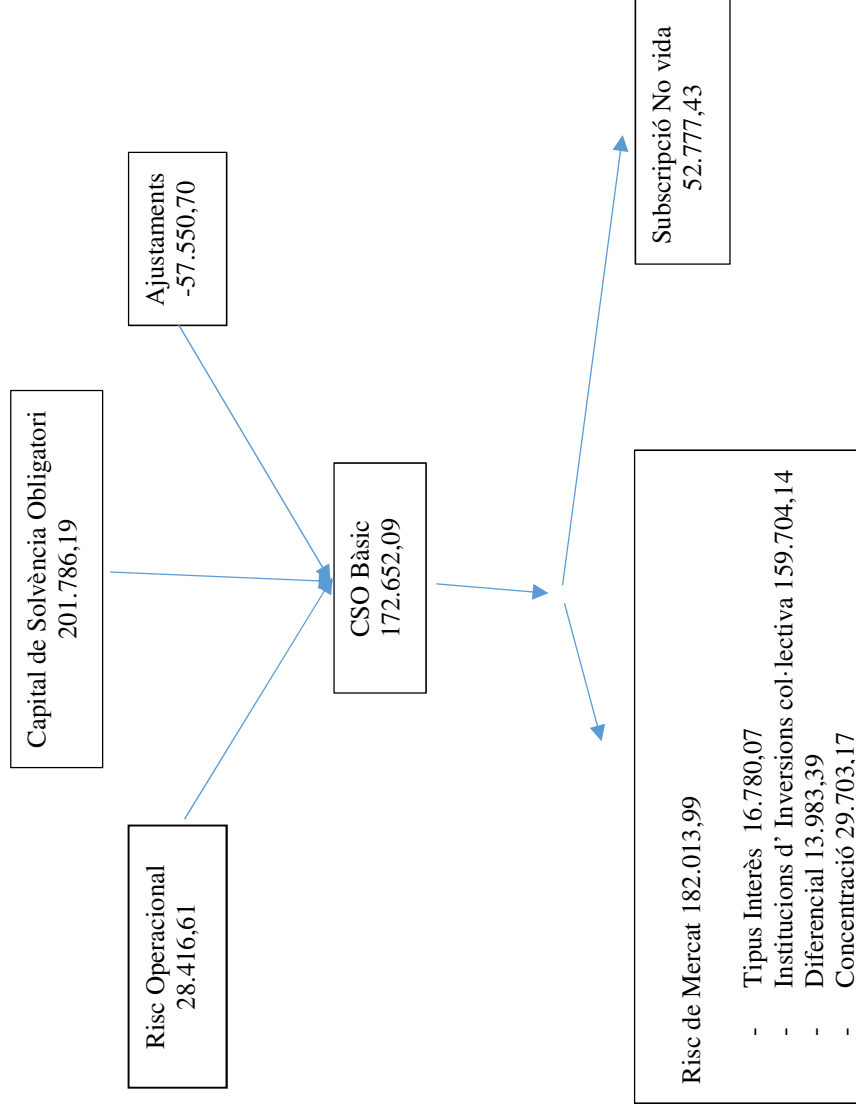 Capital de Solvència Obligatori
201.786,19
Risc Operacional
28.416,61
Ajustaments
-57.550,70
CSO Bàsic
172.652,09
Risc de Mercat 182.013,99
- Tipus Interès 16.780,07
- Institucions d’ Inversions col·lectiva 159.704,14
- Diferencial 13.983,39
- Concentració 29.703,17
Subscripció No vida
52.777,43